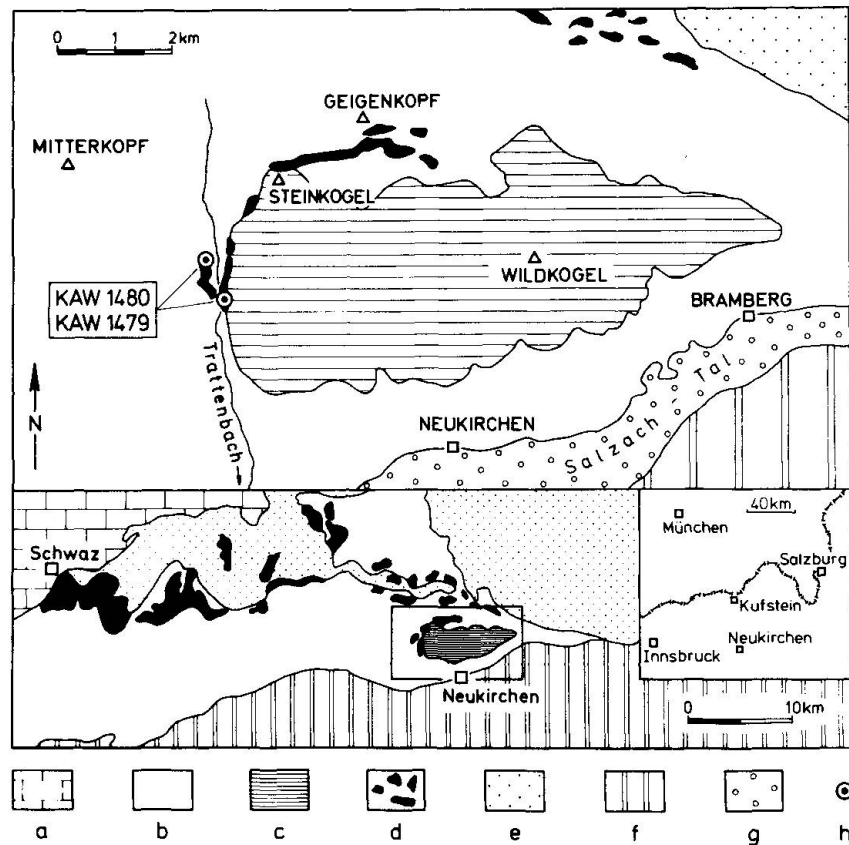 0 1 2km
GEIGENKOPF
MITTERKOPF
STEINKOGEL
WILDKOGEL
KAW 1480
KAW 1479
BRAMBERG
Trattenbach
N
NEUKIRCHEN
Salzach - Tal
40km
München
Schwaz
Salzburg
Kufstein
Innsbruck
Neukirchen
Neukirchen
0 10km
a b c d e f g h